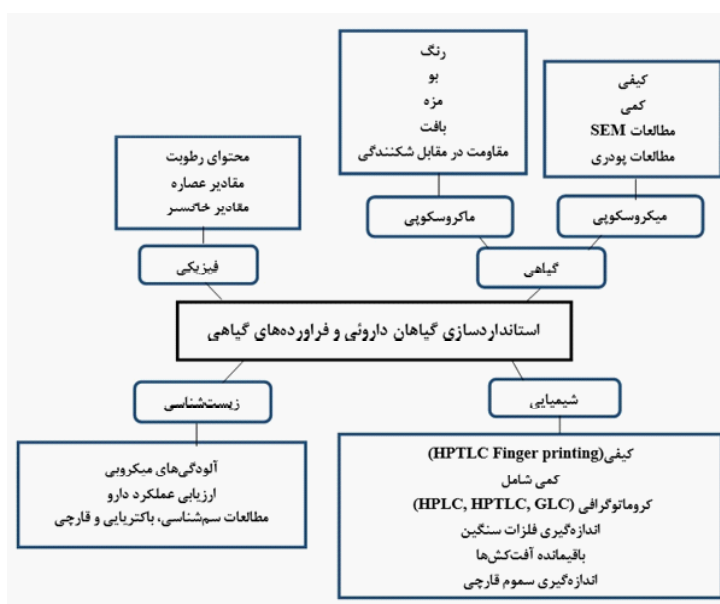 رنگ
بو
مزه
بافت
مقاومت در مقابل شکنندگی
کیفی
کمی
مطالعات SEM
مطالعات پودری
محتوای رطوبت
مقادیر عصاره
مقادیر خاکستر
ماکروسکوپی
میکروسکوپی
فیزیکی
گیاهی
استانداردسازی گیاهان داروئی و فراورده‌های گیاهی
زیست‌شناسی
شیمیایی
آلودگی‌های میکروبی
ارزیابی عملکرد دارو
مطالعات سم‌شناسی، باکتریایی و قارچی
کیفی(HPTLC Finger printing)
کمی شامل
کروماتوگرافی (HPLC, HPTLC, GLC)
اندازه‌گیری فلزات سنگین
باقیمانده آفت‌کش‌ها
اندازه‌گیری سموم قارچی